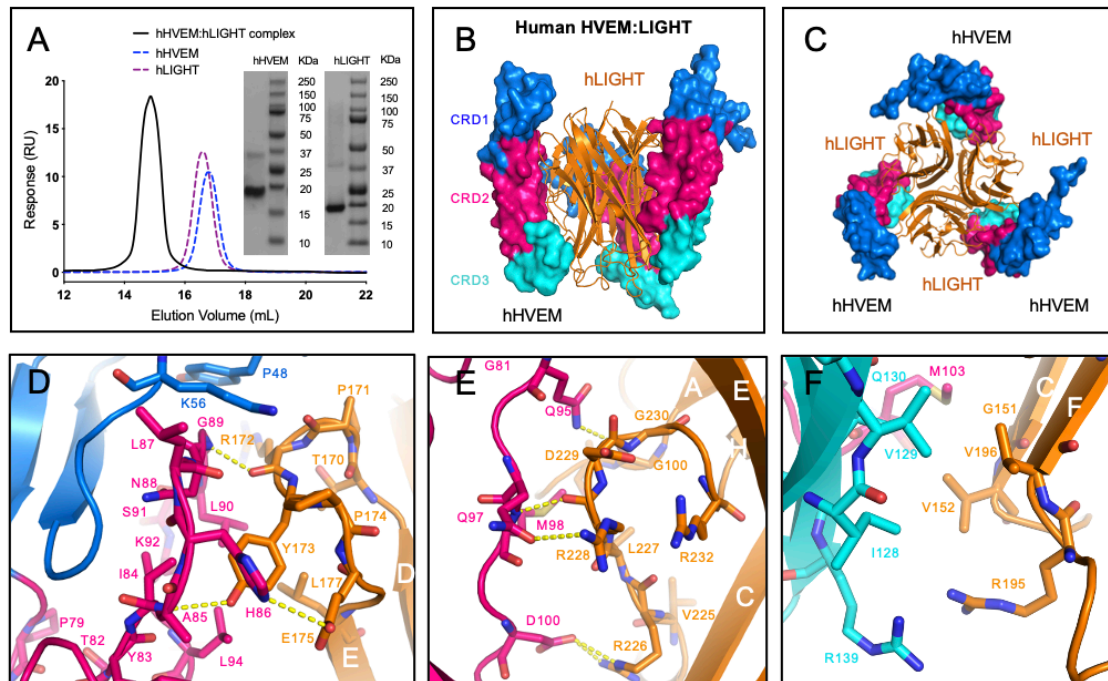 A
hHVEM:hLIGHT complex
hHVEM
hLIGHT
hHVEM KDa hLIGHT KDa
250
150
100
75
50
37
25
20
15
10
250
150
100
75
50
37
25
20
15
10
Response (RU)
20
15
10
5
0
12 14 16 18 20 22
Elution Volume (mL)
B
Human HVEM:LIGHT
hLIGHT
CRD1
CRD2
CRD3
hHVEM
C
hHVEM
hLIGHT
hLIGHT
hLIGHT
hHVEM
hHVEM
D
P48
K56
P171
G89
L87
R172
T170
N88
L90
S91
P174
K92
Y173
I84
L177
D
A85
H86
P79
T82
E175
Y83
L94
E
E
G81
A
E
Q95
G230
H
D229
G100
Q97
M98
L227
R228
R232
C
V225
D100
R226
F
Q130
M103
C
F
G151
V129
V196
V152
I128
R195
R139